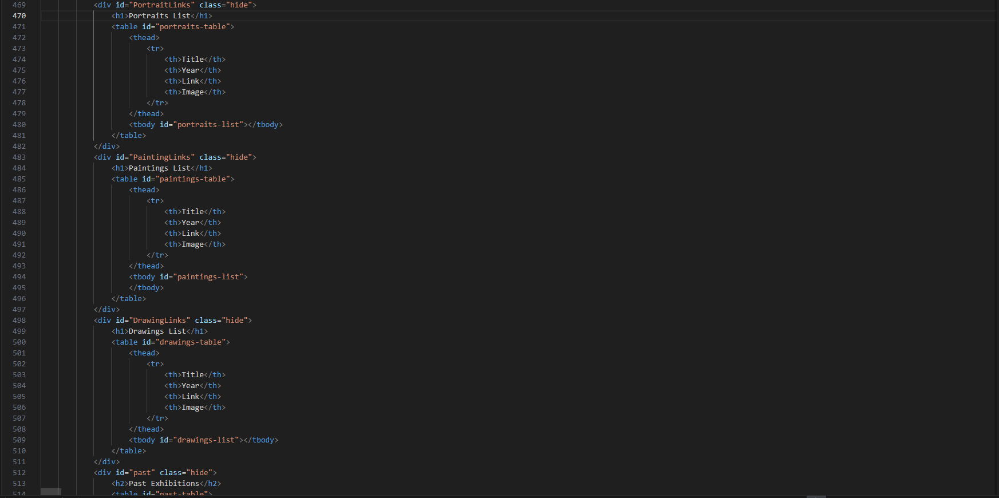 469 <div id="PortraitLinks" class="hide">
470 <h1>Portraits List</h1>
471 <table id="portraits-table">
472 <thead>
473 <tr>
474 <th>Title</th>
475 <th>Year</th>
476 <th>Link</th>
477 <th>Image</th>
478 </tr>
479 </thead>
480 <tbody id="portraits-list"></tbody>
481 </table>
482 </div>
483 <div id="PaintingLinks" class="hide">
484 <h1>Paintings List</h1>
485 <table id="paintings-table">
486 <thead>
487 <tr>
488 <th>Title</th>
489 <th>Year</th>
490 <th>Link</th>
491 <th>Image</th>
492 </tr>
493 </thead>
494 <tbody id="paintings-list">
495 </tbody>
496 </table>
497 </div>
498 <div id="DrawingLinks" class="hide">
499 <h1>Drawings List</h1>
500 <table id="drawings-table">
501 <thead>
502 <tr>
503 <th>Title</th>
504 <th>Year</th>
505 <th>Link</th>
506 <th>Image</th>
507 </tr>
508 </thead>
509 <tbody id="drawings-list"></tbody>
510 </table>
511 </div>
512 <div id="past" class="hide">
513 <h2>Past Exhibitions</h2>
514 <table id="past-table">